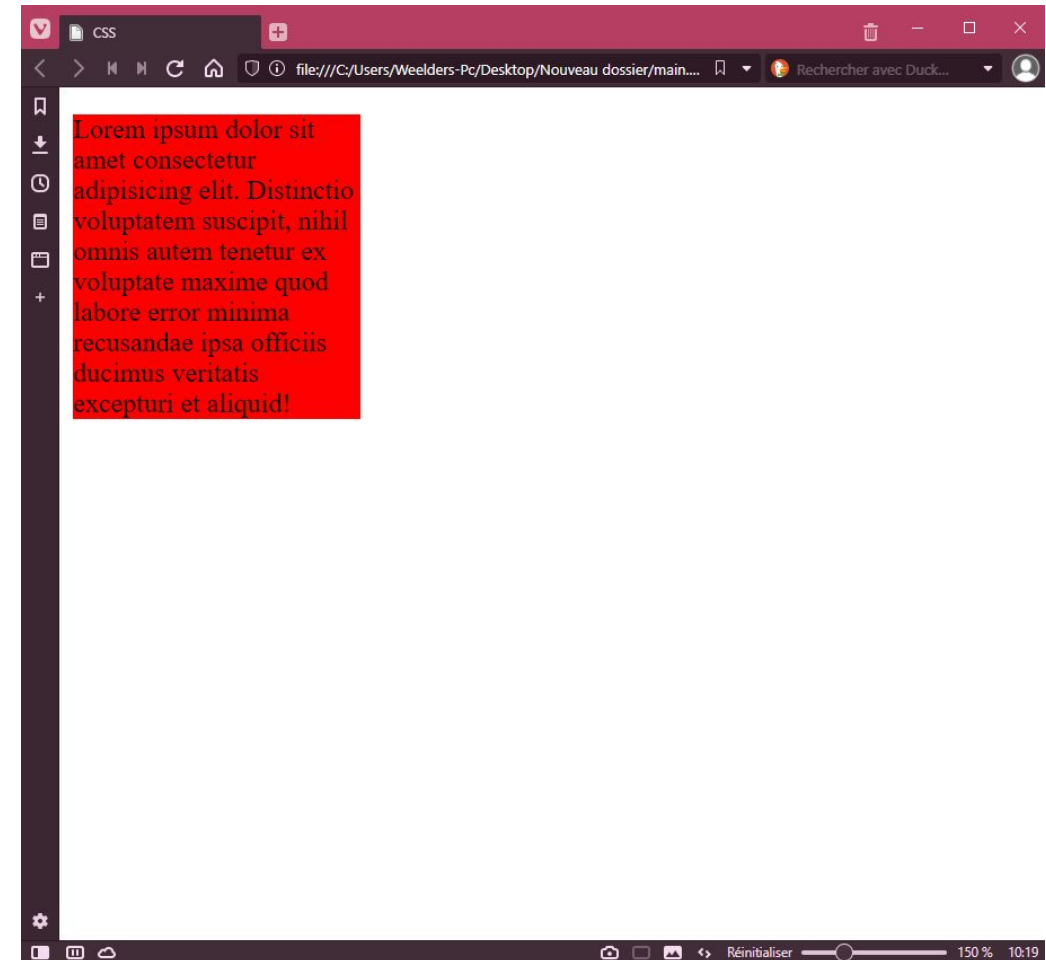 CSS
file:///C:/Users/Weelders-Pc/Desktop/Nouveau dossier/main....
Rechercher avec Duck...
Lorem ipsum dolor sit
amet consectetur
adipisicing elit. Distinctio
voluptatem suscipit, nihil
omnis autem tenetur ex
voluptate maxime quod
labore error minima
recusandae ipsa officiis
ducimus veritatis
excepturi et aliquid!
Réinitialiser
150 %
10:19